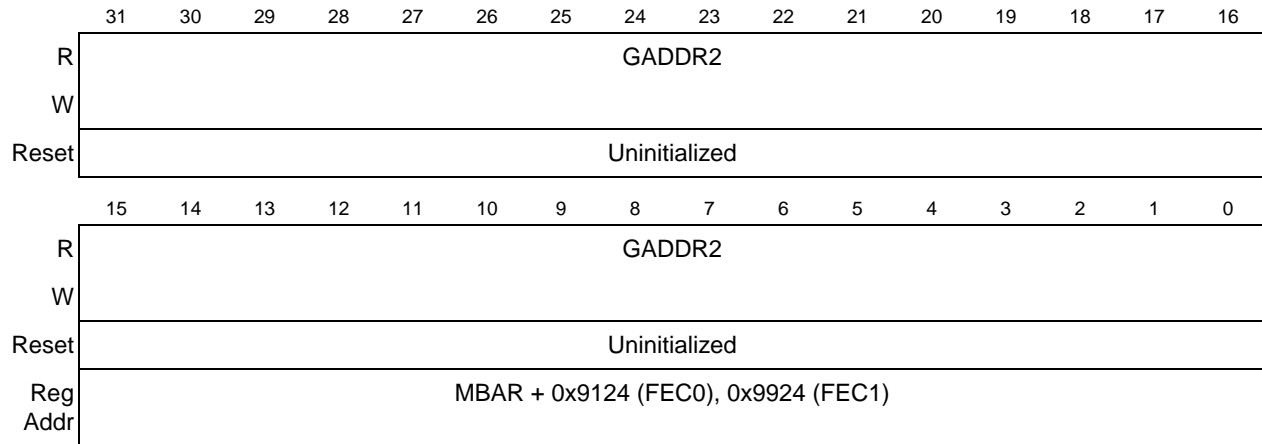 31 30 29 28 27 26 25 24 23 22 21 20 19 18 17 16
R GADDR2
W
Reset Uninitialized
15 14 13 12 11 10 9 8 7 6 5 4 3 2 1 0
R GADDR2
W
Reset Uninitialized
Reg MBAR + 0x9124 (FEC0), 0x9924 (FEC1)
Addr